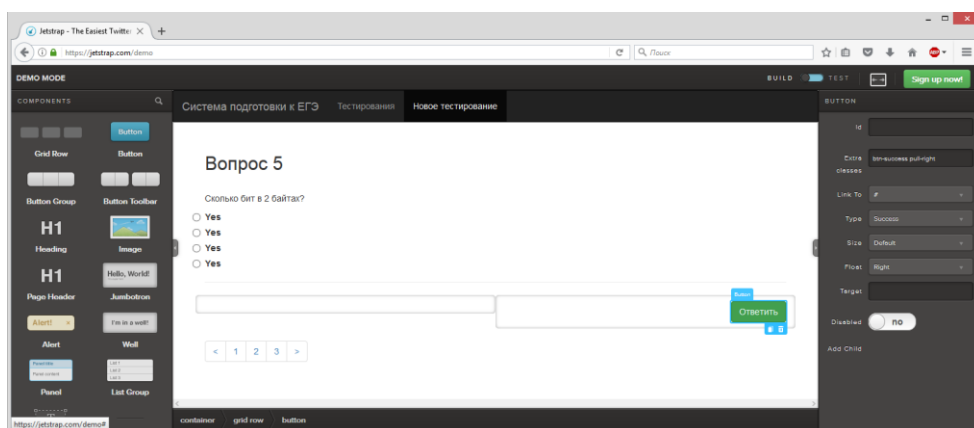 Jetstrap - The Easiest Twitter
https://jetstrap.com/demo
Поиск
DEMO MODE
BUILD TEST
Sign up now!
COMPONENTS
Система подготовки к ЕГЭ Тестирования Новое тестирование
BUTTON
Button
Grid Row Button
Button Group Button Toolbar
H1
Heading Image
H1 Hello, World!
Page Header Jumbotron
Alert! I'm in a well!
Alert Well
Panel List Group
https://jetstrap.com/demo#
Вопрос 5
Сколько бит в 2 байтах?
Yes
Yes
Yes
Yes
Button
Ответить
< 1 2 3 >
container grid row button
Id
Extra classes btn-success pull-right
Link To #
Type Success
Size Default
Float Right
Target
Disabled no
Add Child